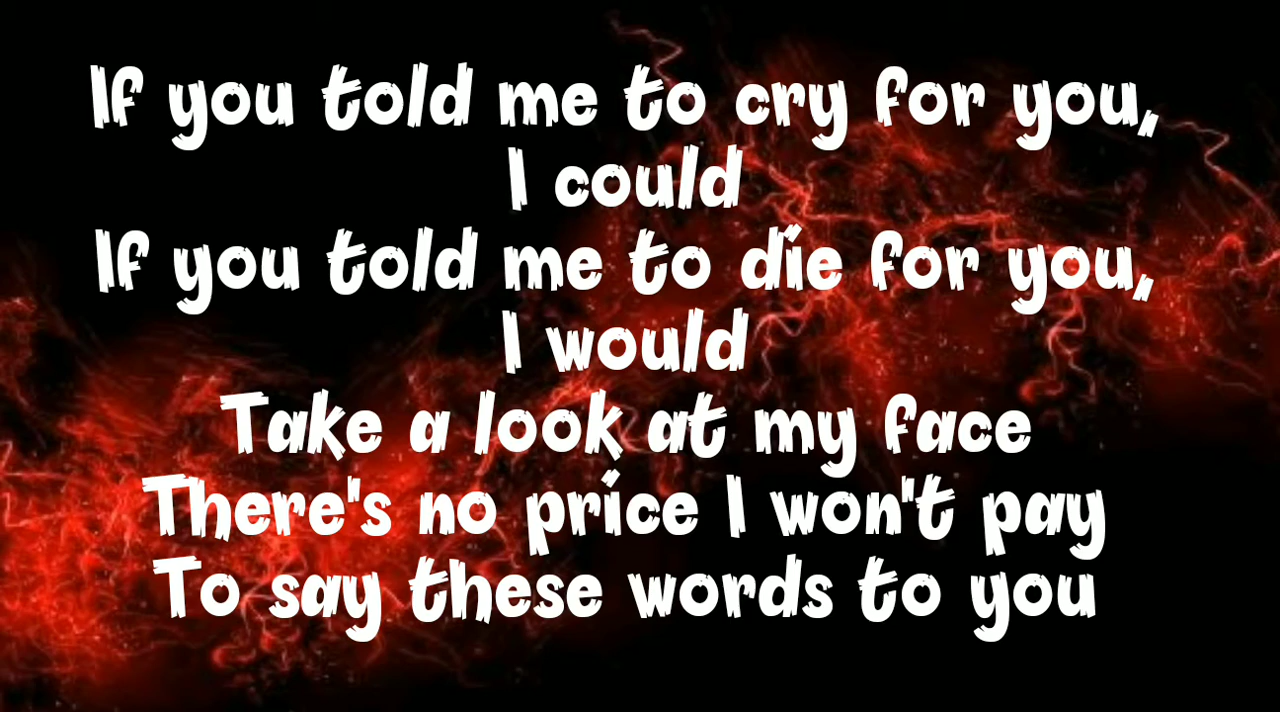 If you told me to cry for you,
I could
If you told me to die for you,
I would
Take a look at my face
There's no price I won't pay
To say these words to you